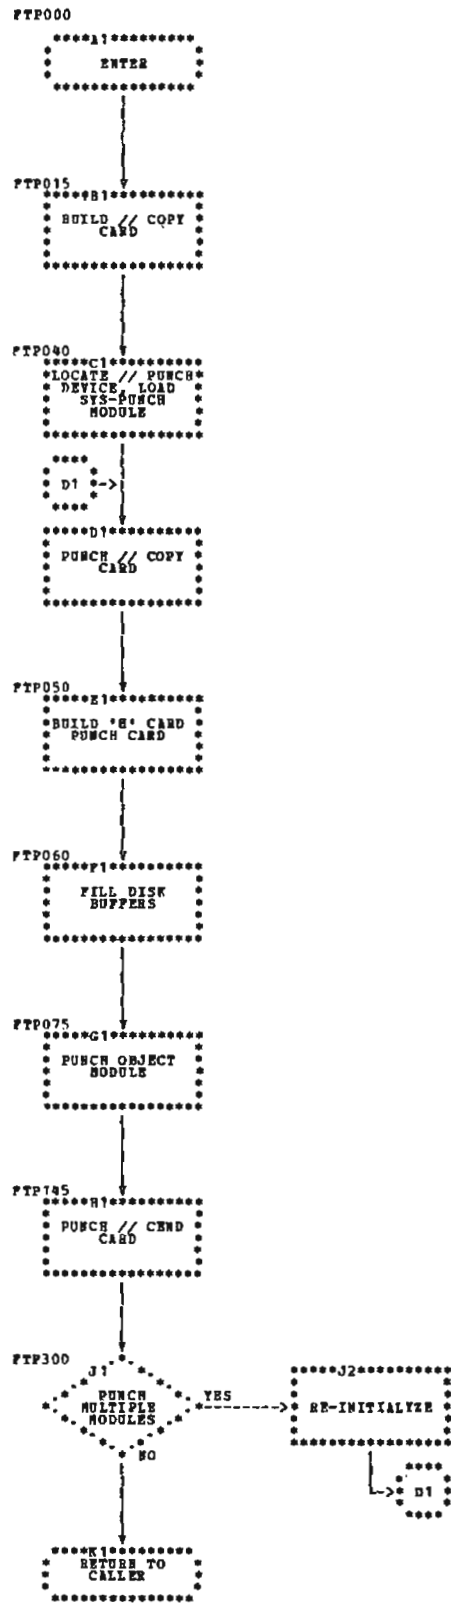 FTP000
A1
ENTER
FTP015
B1
BUILD // COPY
CARD
FTP040
C1
LOCATE // PUNCH
DEVICE, LOAD
SYS-PUNCH
MODULE
D1
D1
PUNCH // COPY
CARD
FTP050
E1
BUILD 'H' CARD
PUNCH CARD
FTP060
F1
FILL DISK
BUFFERS
FTP075
G1
PUNCH OBJECT
MODULE
FTP145
H1
PUNCH // CEND
CARD
FTP300
J1
PUNCH
MULTIPLE
MODULES
YES
J2
RE-INITIALYZE
NO
D1
K1
RETURN TO
CALLER